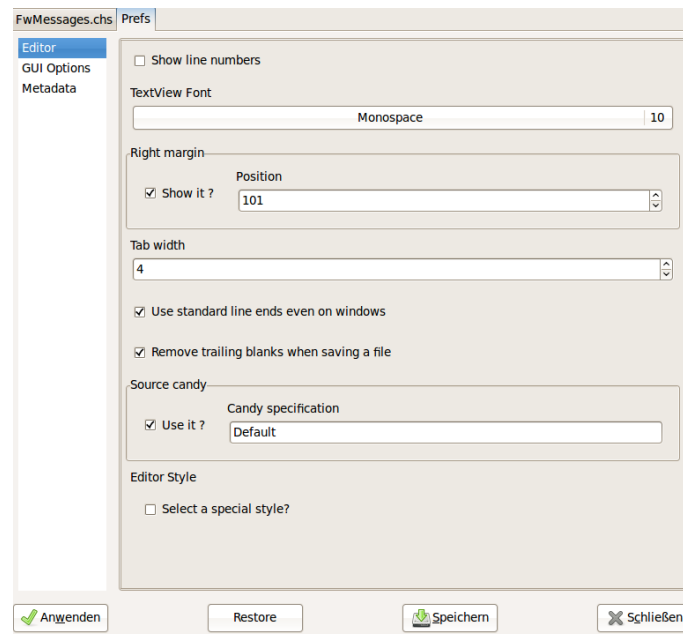 FwMessages.chs Prefs
Editor
GUI Options
Metadata
Show line numbers
TextView Font
Monospace 10
Right margin
Show it ?
Position
101
Tab width
4
Use standard line ends even on windows
Remove trailing blanks when saving a file
Source candy
Use it ?
Candy specification
Default
Editor Style
Select a special style?
Anwenden Restore Speichern Schließen